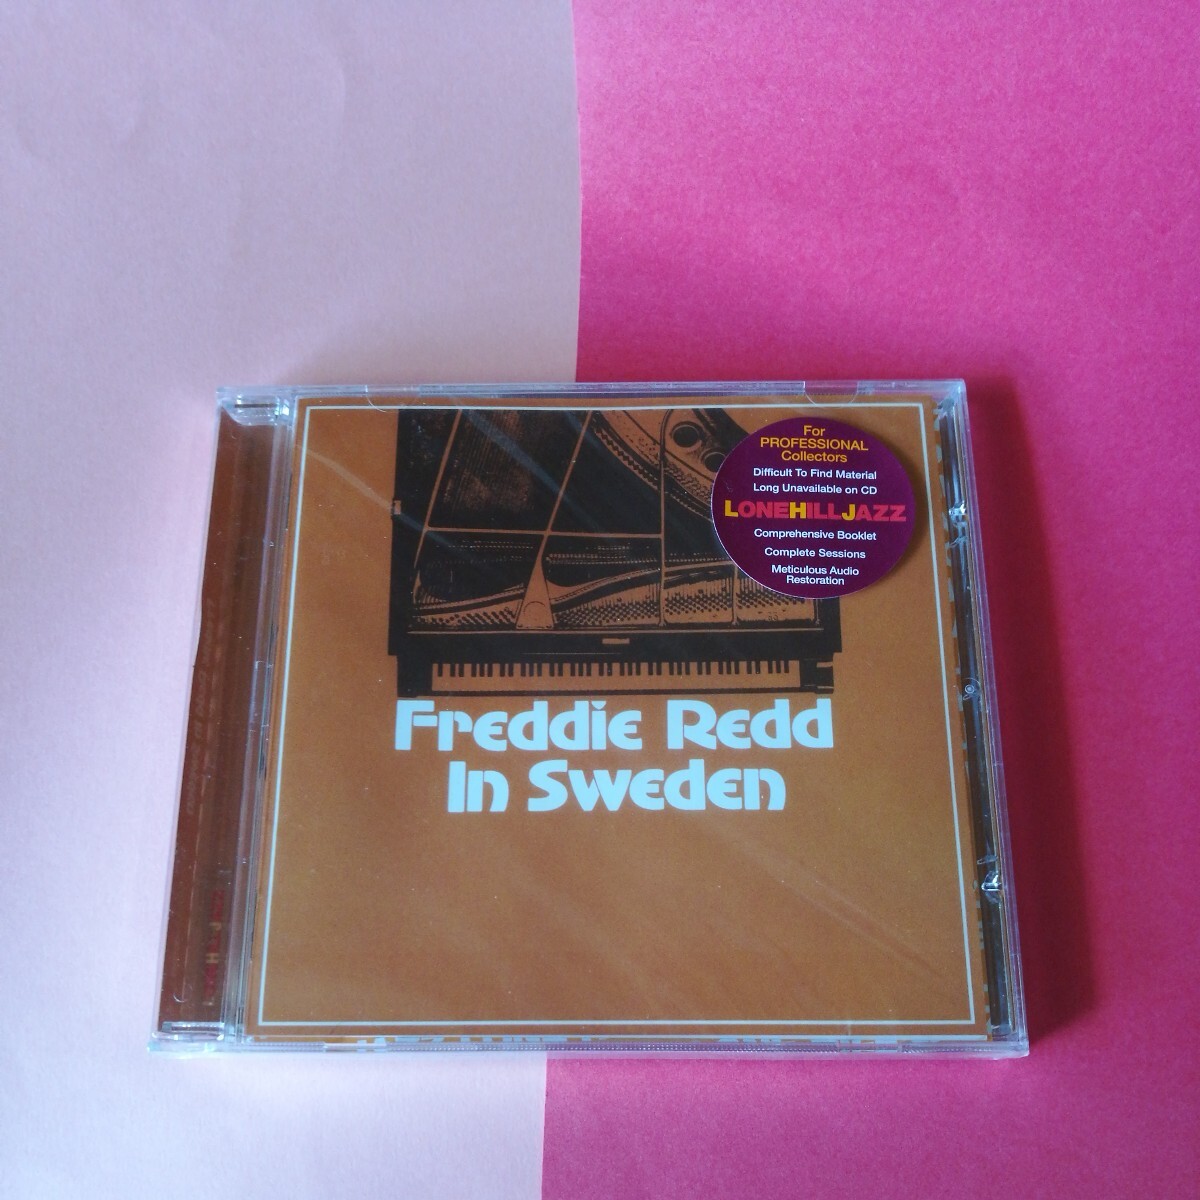 For
PROFESSIONAL
Collectors
Difficult To Find Material
Long Unavailable on CD
LONEHILLJAZZ
Comprehensive Booklet
Complete Sessions
Meticulous Audio
Restoration
Freddie Redd
In Sweden
LONEHILLJAZZ